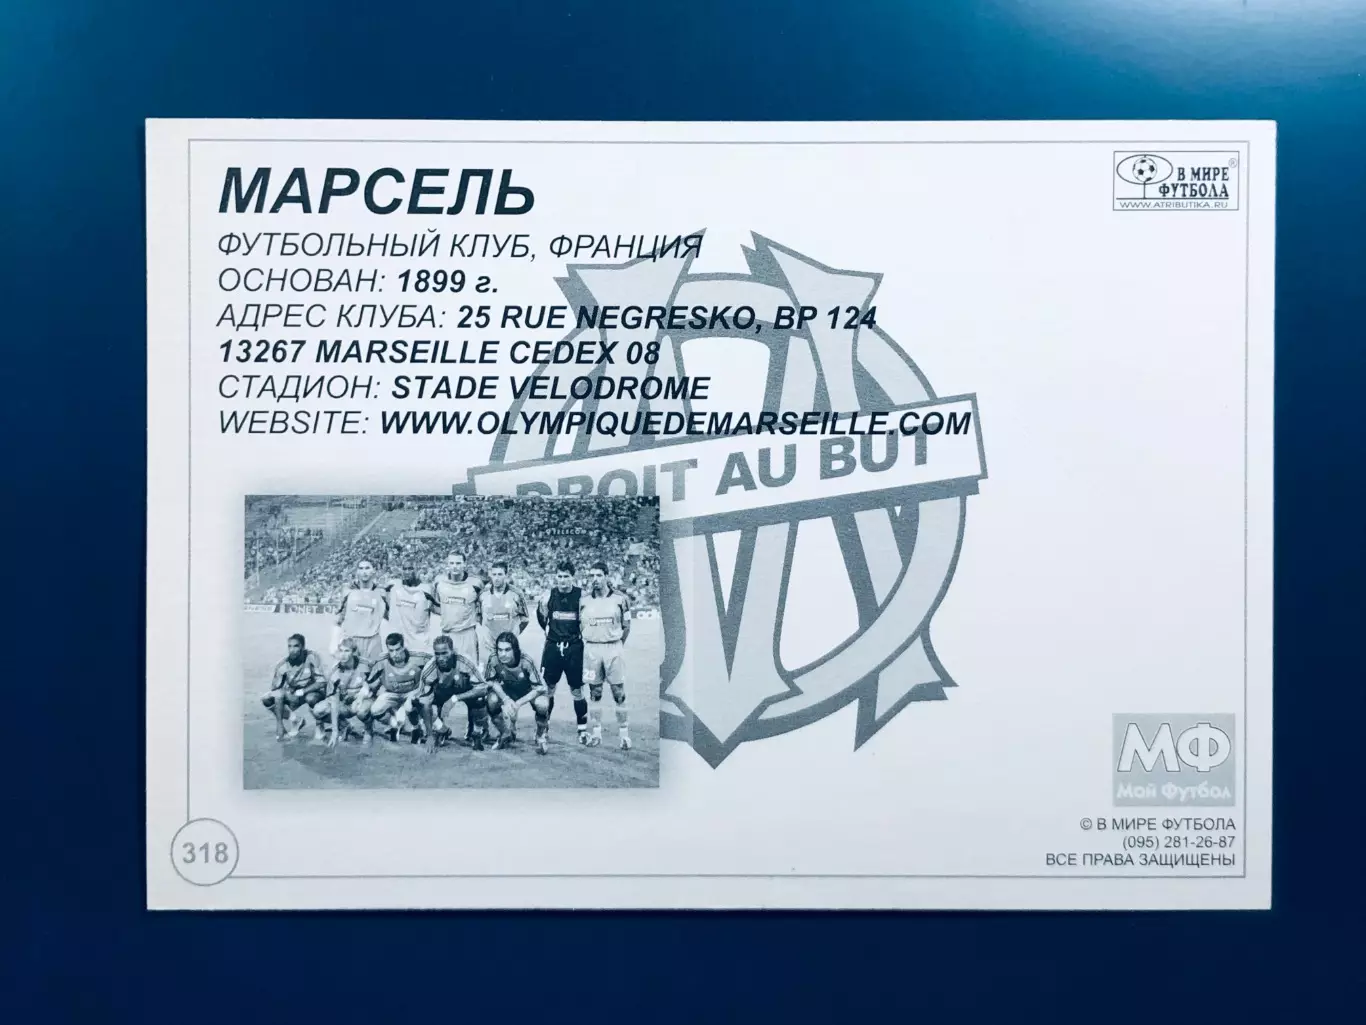 МАРСЕЛЬ
ФУТБОЛЬНЫЙ КЛУБ, ФРАНЦИЯ
ОСНОВАН: 1899 г.
АДРЕС КЛУБА: 25 RUE NEGRESKO, BP 124
13267 MARSEILLE CEDEX 08
СТАДИОН: STADE VELODROME
WEBSITE: WWW.OLYMPIQUEDEMARSEILLE.COM
В МИРЕ ®
ФУТБОЛА
WWW.ATRIBUTIKA.RU
DROIT AU BUT
МФ
Мой Футбол
© В МИРЕ ФУТБОЛА
(095) 281-26-87
ВСЕ ПРАВА ЗАЩИЩЕНЫ
318